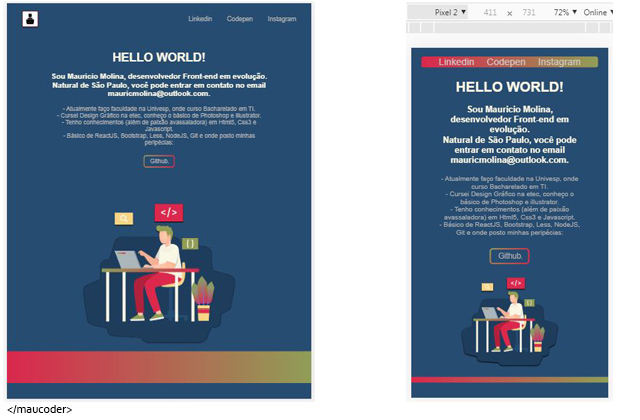 Linkedin Codepen Instagram
HELLO WORLD!
Sou Mauricio Molina, desenvolvedor Front-end em evolução.
Natural de São Paulo, você pode entrar em contato no email
mauricmolina@outlook.com.
- Atualmente faço faculdade na Univesp, onde curso Bacharelado em TI.
- Cursei Design Gráfico na etec, conheço o básico de Photoshop e illustrator.
- Tenho conhecimentos (além de paixão avassaladora) em Html5, Css3 e
Javascript.
- Básico de ReactJS, Bootstrap, Less, NodeJS, Git e onde posto minhas
peripécias:
Github.
</>
{ }
</maucoder>
Pixel 2 ▼ 411 × 731 72% ▼ Online ▼
Linkedin Codepen Instagram
HELLO WORLD!
Sou Mauricio Molina,
desenvolvedor Front-end em
evolução.
Natural de São Paulo, você pode
entrar em contato no email
mauricmolina@outlook.com.
- Atualmente faço faculdade na Univesp, onde
curso Bacharelado em TI.
- Cursei Design Gráfico na etec, conheço o
básico de Photoshop e illustrator.
- Tenho conhecimentos (além de paixão
avassaladora) em Html5, Css3 e Javascript.
- Básico de ReactJS, Bootstrap, Less, NodeJS,
Git e onde posto minhas peripécias:
Github.
</>
{ }